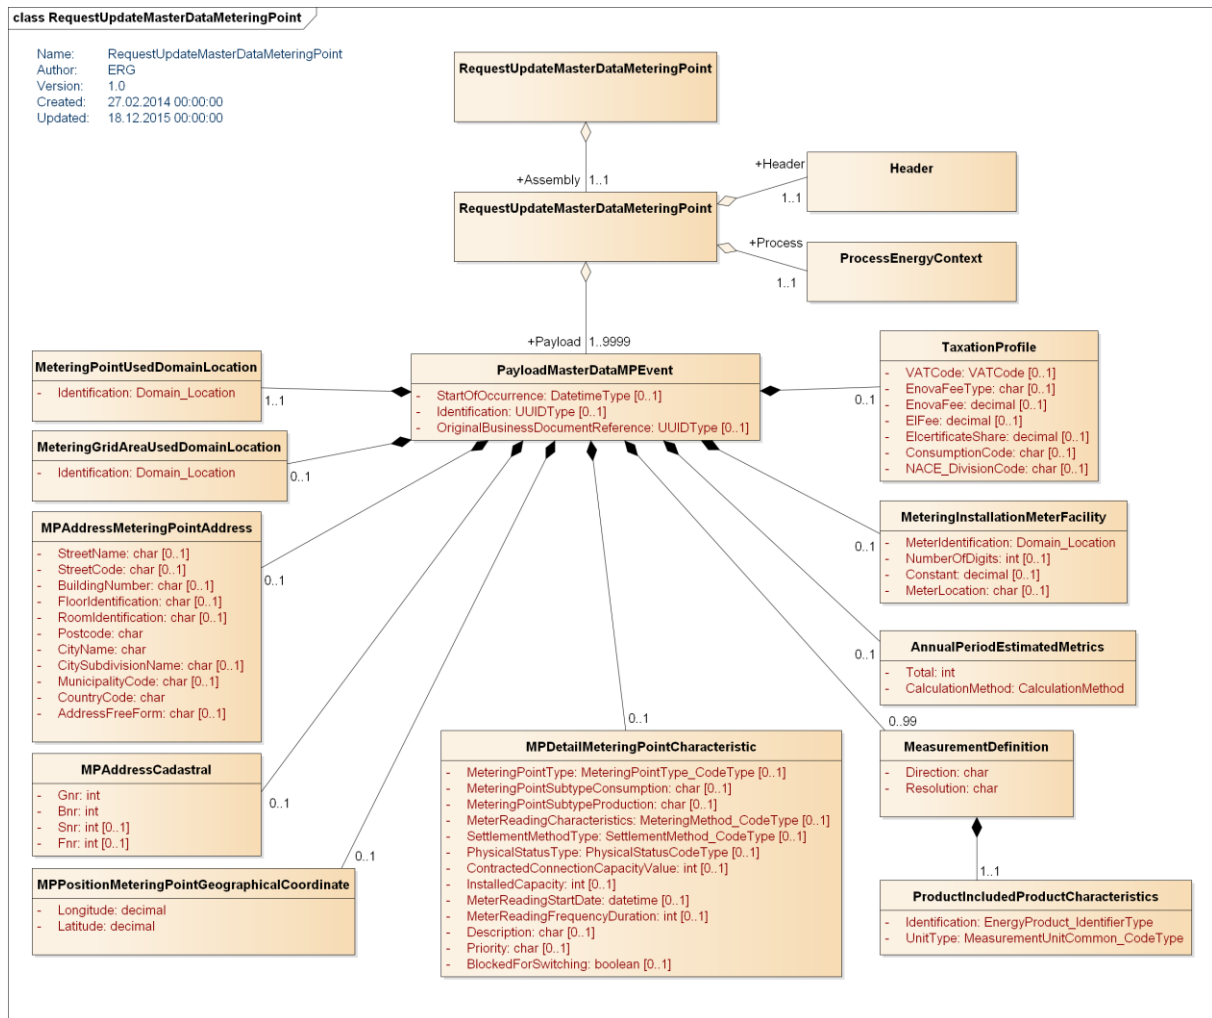 class RequestUpdateMasterDataMeteringPoint
Name: RequestUpdateMasterDataMeteringPoint
Author: ERG
Version: 1.0
Created: 27.02.2014 00:00:00
Updated: 18.12.2015 00:00:00
RequestUpdateMasterDataMeteringPoint
+Assembly 1..1
RequestUpdateMasterDataMeteringPoint
+Header
1..1
Header
+Process
1..1
ProcessEnergyContext
+Payload 1..9999
PayloadMasterDataMPEvent
- StartOfOccurrence: DatetimeType [0..1]
- Identification: UUIDType [0..1]
- OriginalBusinessDocumentReference: UUIDType [0..1]
MeteringPointUsedDomainLocation
- Identification: Domain_Location
1..1
MeteringGridAreaUsedDomainLocation
- Identification: Domain_Location
0..1
MPAddressMeteringPointAddress
- StreetName: char [0..1]
- StreetCode: char [0..1]
- BuildingNumber: char [0..1]
- FloorIdentification: char [0..1]
- RoomIdentification: char [0..1]
- Postcode: char
- CityName: char
- CitySubdivisionName: char [0..1]
- MunicipalityCode: char [0..1]
- CountryCode: char
- AddressFreeForm: char [0..1]
0..1
MPAddressCadastral
- Gnr: int
- Bnr: int
- Snr: int [0..1]
- Fnr: int [0..1]
0..1
MPPositionMeteringPointGeographicalCoordinate
- Longitude: decimal
- Latitude: decimal
0..1
MPDetailMeteringPointCharacteristic
- MeteringPointType: MeteringPointType_CodeType [0..1]
- MeteringPointSubtypeConsumption: char [0..1]
- MeteringPointSubtypeProduction: char [0..1]
- MeterReadingCharacteristics: MeteringMethod_CodeType [0..1]
- SettlementMethodType: SettlementMethod_CodeType [0..1]
- PhysicalStatusType: PhysicalStatusCodeType [0..1]
- ContractedConnectionCapacityValue: int [0..1]
- InstalledCapacity: int [0..1]
- MeterReadingStartDate: datetime [0..1]
- MeterReadingFrequencyDuration: int [0..1]
- Description: char [0..1]
- Priority: char [0..1]
- BlockedForSwitching: boolean [0..1]
0..1
TaxationProfile
- VATCode: VATCode [0..1]
- EnovaFeeType: char [0..1]
- EnovaFee: decimal [0..1]
- ElFee: decimal [0..1]
- ElcertificateShare: decimal [0..1]
- ConsumptionCode: char [0..1]
- NACE_DivisionCode: char [0..1]
0..1
MeteringInstallationMeterFacility
- MeterIdentification: Domain_Location
- NumberOfDigits: int [0..1]
- Constant: decimal [0..1]
- MeterLocation: char [0..1]
0..1
AnnualPeriodEstimatedMetrics
- Total: int
- CalculationMethod: CalculationMethod
0..1
0..99
MeasurementDefinition
- Direction: char
- Resolution: char
1..1
ProductIncludedProductCharacteristics
- Identification: EnergyProduct_IdentifierType
- UnitType: MeasurementUnitCommon_CodeType